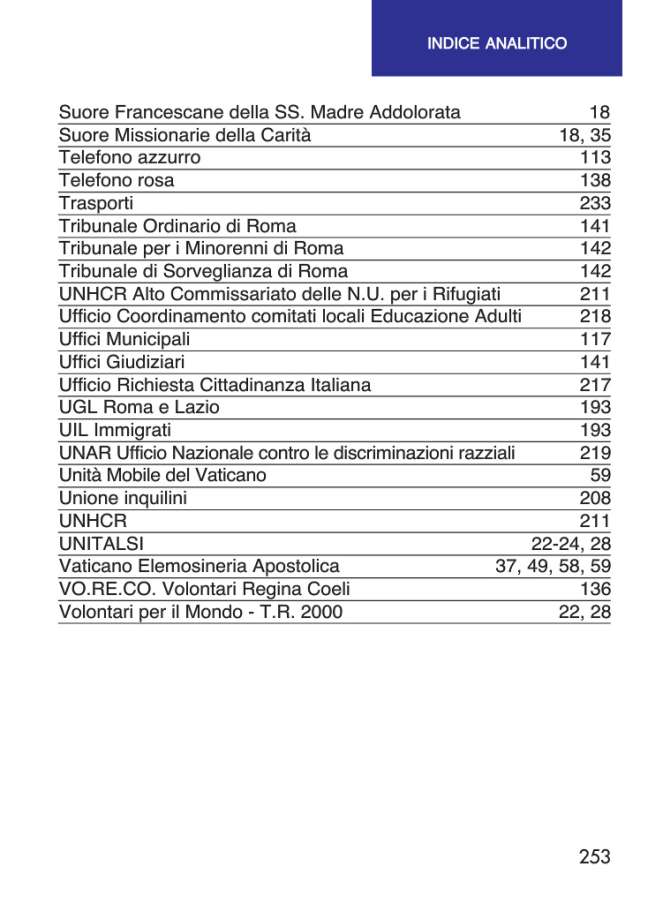 INDICE ANALITICO
Suore Francescane della SS. Madre Addolorata 18
Suore Missionarie della Carità 18, 35
Telefono azzurro 113
Telefono rosa 138
Trasporti 233
Tribunale Ordinario di Roma 141
Tribunale per i Minorenni di Roma 142
Tribunale di Sorveglianza di Roma 142
UNHCR Alto Commissariato delle N.U. per i Rifugiati 211
Ufficio Coordinamento comitati locali Educazione Adulti 218
Uffici Municipali 117
Uffici Giudiziari 141
Ufficio Richiesta Cittadinanza Italiana 217
UGL Roma e Lazio 193
UIL Immigrati 193
UNAR Ufficio Nazionale contro le discriminazioni razziali 219
Unità Mobile del Vaticano 59
Unione inquilini 208
UNHCR 211
UNITALSI 22-24, 28
Vaticano Elemosineria Apostolica 37, 49, 58, 59
VO.RE.CO. Volontari Regina Coeli 136
Volontari per il Mondo - T.R. 2000 22, 28
253